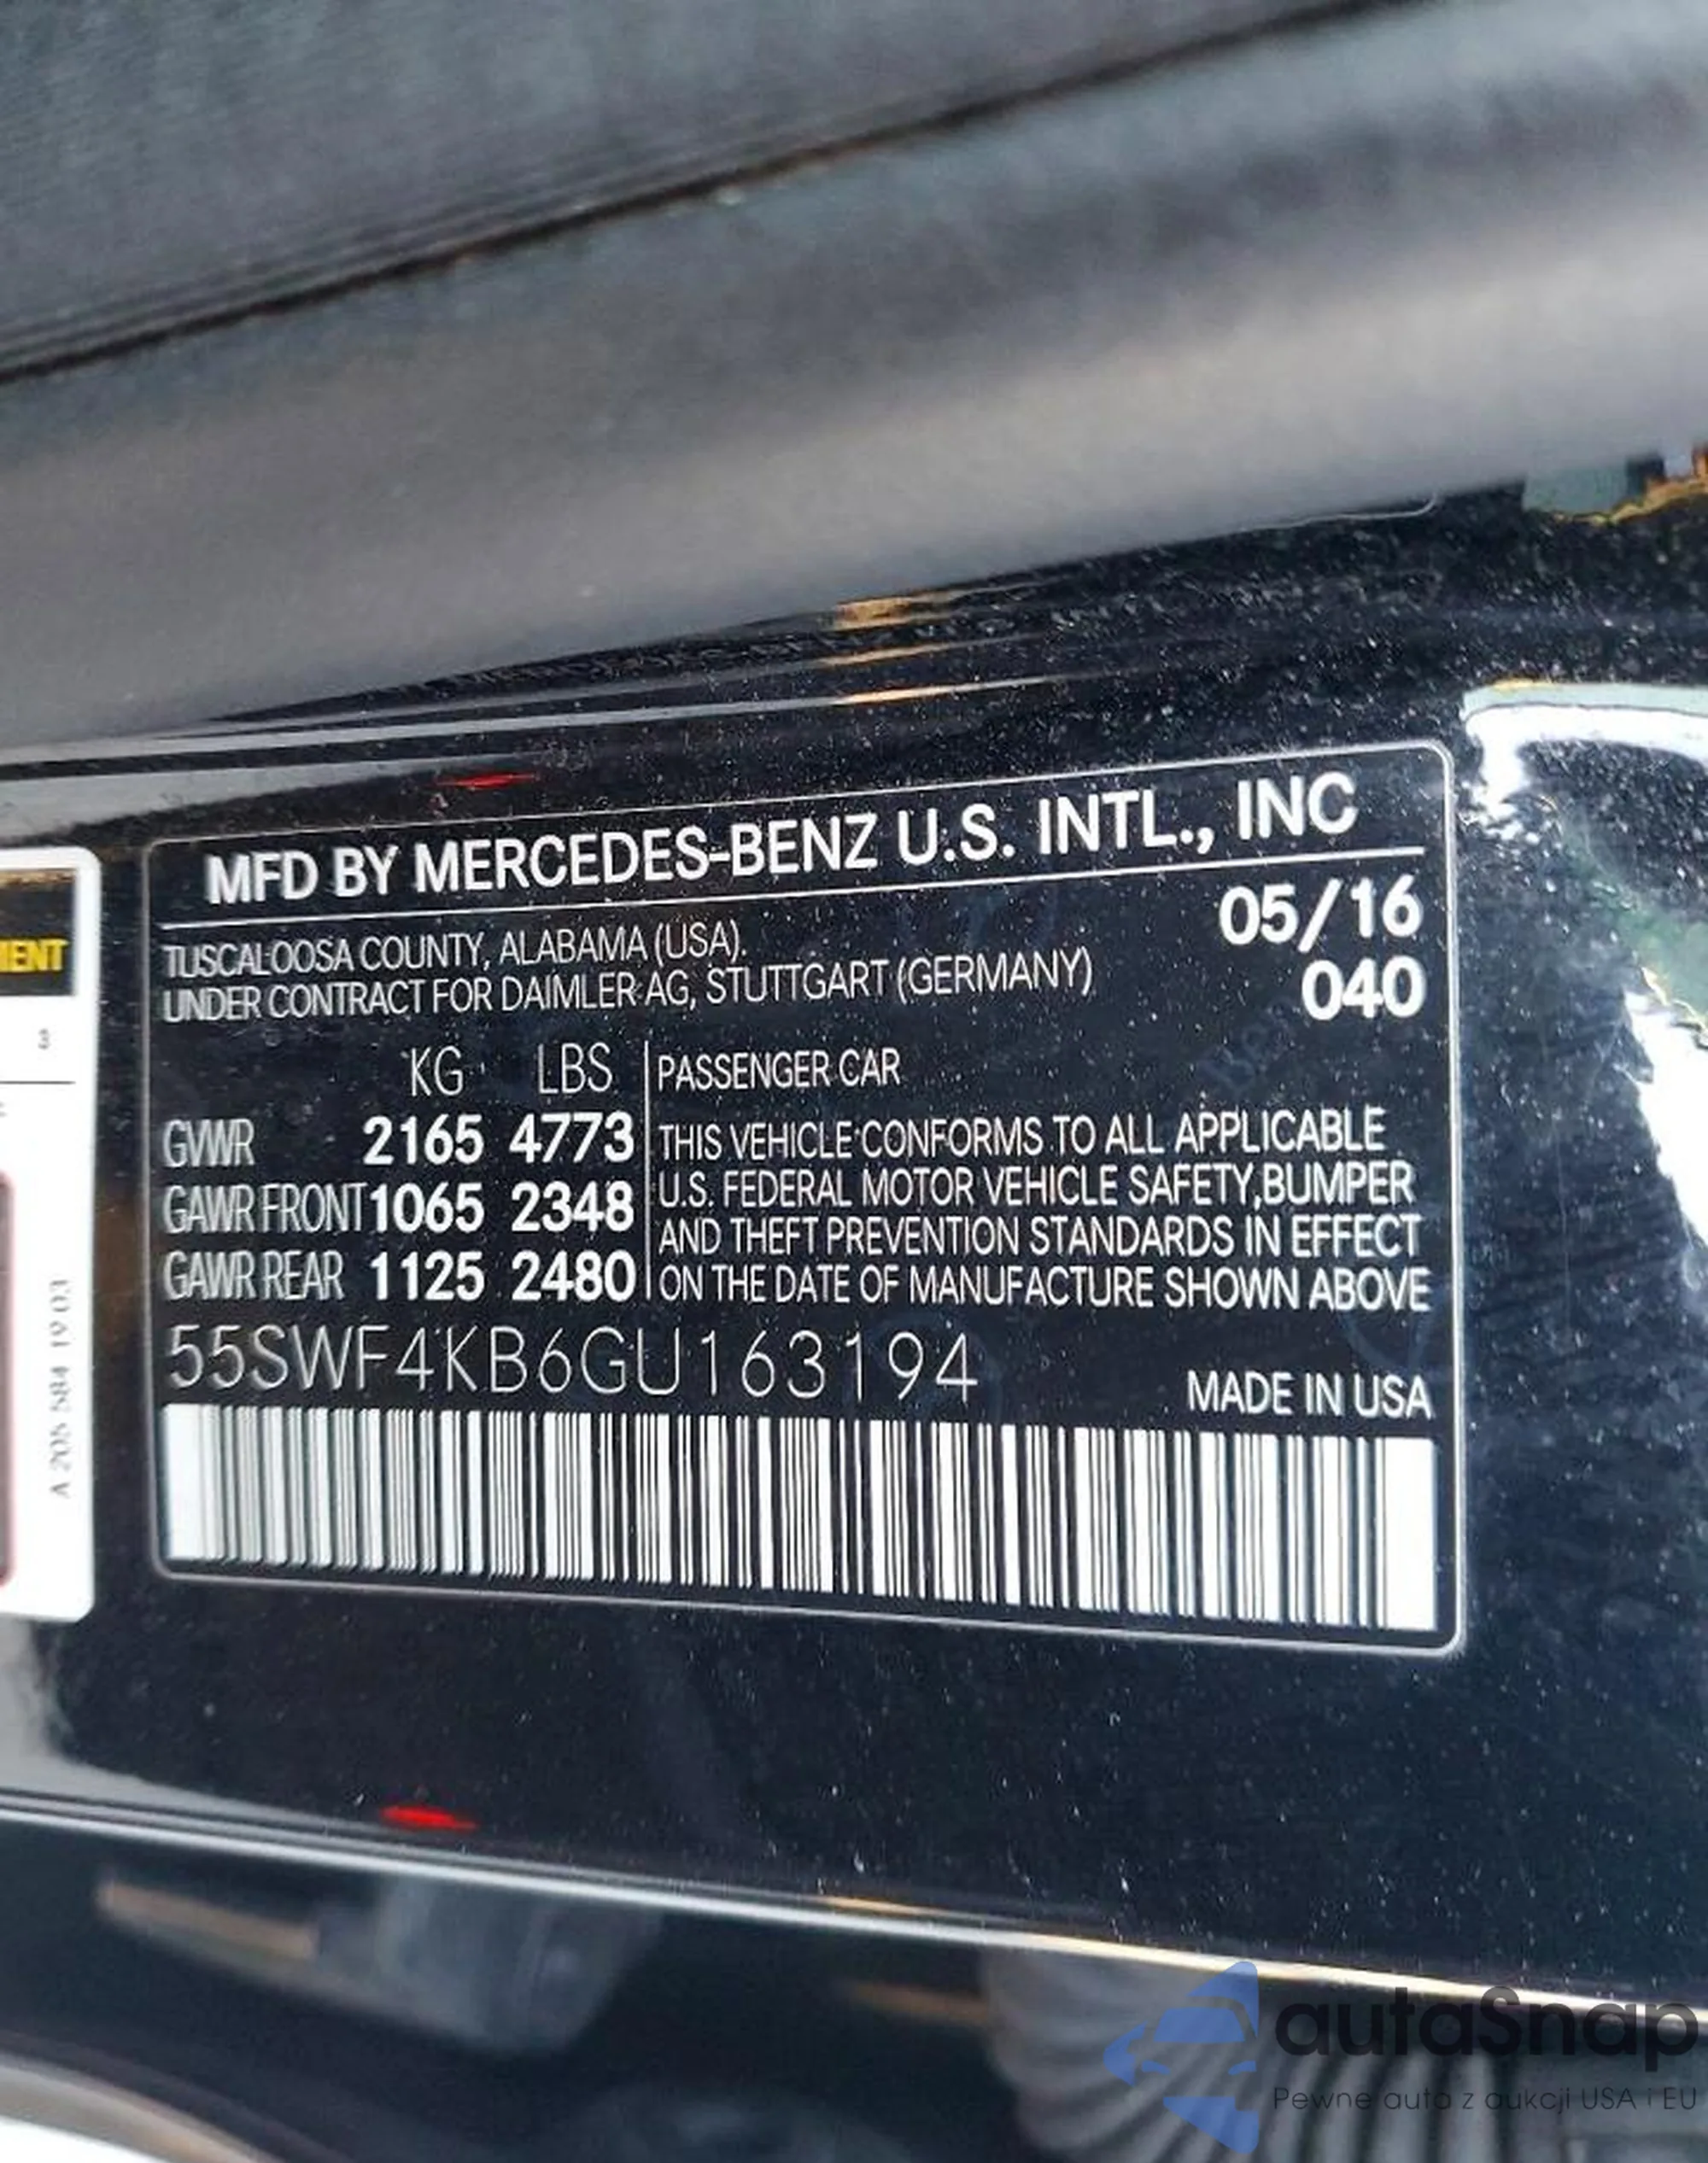 MFD BY MERCEDES-BENZ U.S. INTL., INC
05/16
TUSCALOOSA COUNTY, ALABAMA (USA).
UNDER CONTRACT FOR DAIMLER AG, STUTTGART (GERMANY)
040
KG LBS
GVWR 2165 4773
GAWR FRONT 1065 2348
GAWR REAR 1125 2480
PASSENGER CAR
THIS VEHICLE CONFORMS TO ALL APPLICABLE
U.S. FEDERAL MOTOR VEHICLE SAFETY, BUMPER
AND THEFT PREVENTION STANDARDS IN EFFECT
ON THE DATE OF MANUFACTURE SHOWN ABOVE
55SWF4KB6GU163194
MADE IN USA
A 205 584 19 03
autaSnap
Pewne auta z aukcji USA i EU